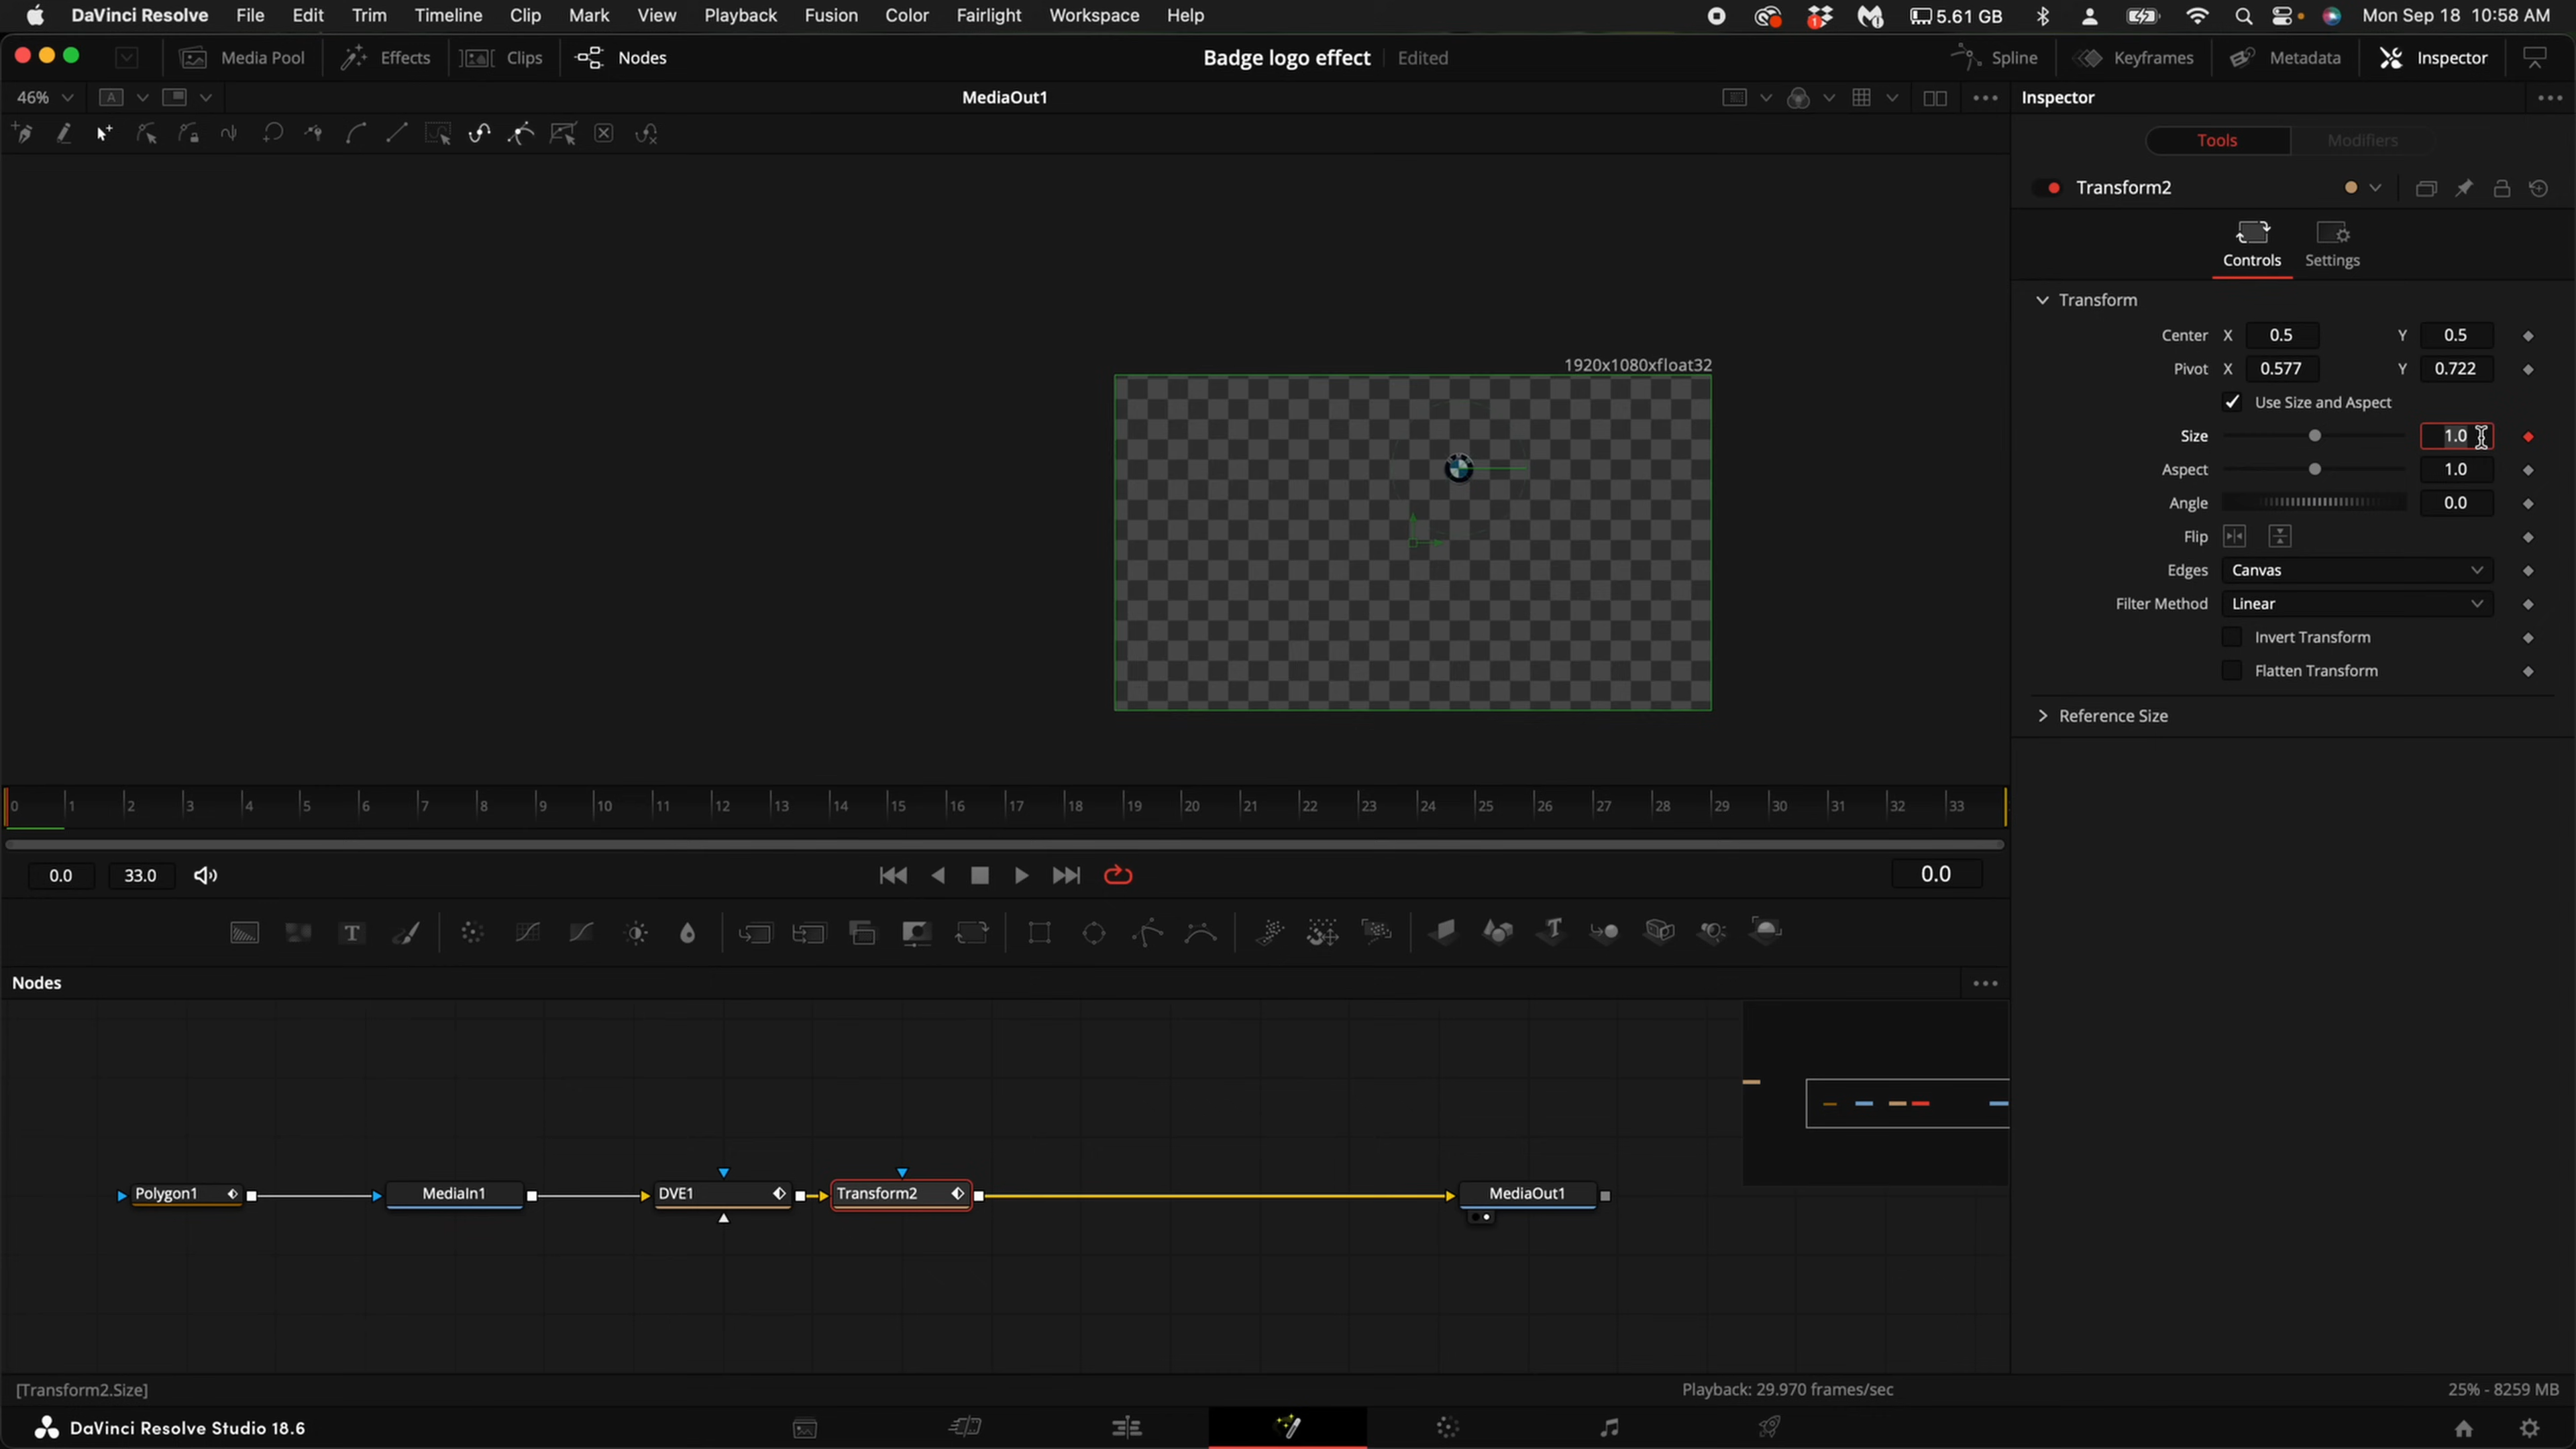 DaVinci Resolve File Edit Trim Timeline Clip Mark View Playback Fusion Color Fairlight Workspace Help 1 5.61 GB Mon Sep 18 10:58 AM
Media Pool Effects Clips Nodes Badge logo effect Edited Spline Keyframes Metadata Inspector
46% A MediaOut1 Inspector
Tools Modifiers
Transform2
Controls Settings
Transform
Center X 0.5 Y 0.5
1920x1080xfloat32
Pivot X 0.577 Y 0.722
Use Size and Aspect
Size 1.0
Aspect 1.0
Angle 0.0
Flip
Edges Canvas
Filter Method Linear
Invert Transform
Flatten Transform
Reference Size
0 1 2 3 4 5 6 7 8 9 10 11 12 13 14 15 16 17 18 19 20 21 22 23 24 25 26 27 28 29 30 31 32 33
0.0 33.0 0.0
T T
Nodes
Polygon1 MediaIn1 DVE1 Transform2 MediaOut1
[Transform2.Size] Playback: 29.970 frames/sec 25% - 8259 MB
DaVinci Resolve Studio 18.6